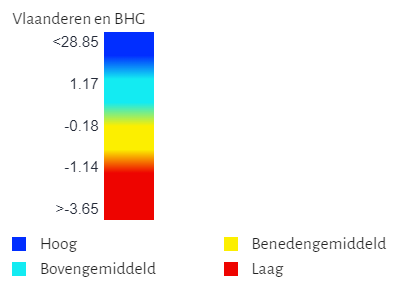 Vlaanderen en BHG
<28.85
1.17
-0.18
-1.14
>-3.65
Hoog
Benedengemiddeld
Bovengemiddeld
Laag